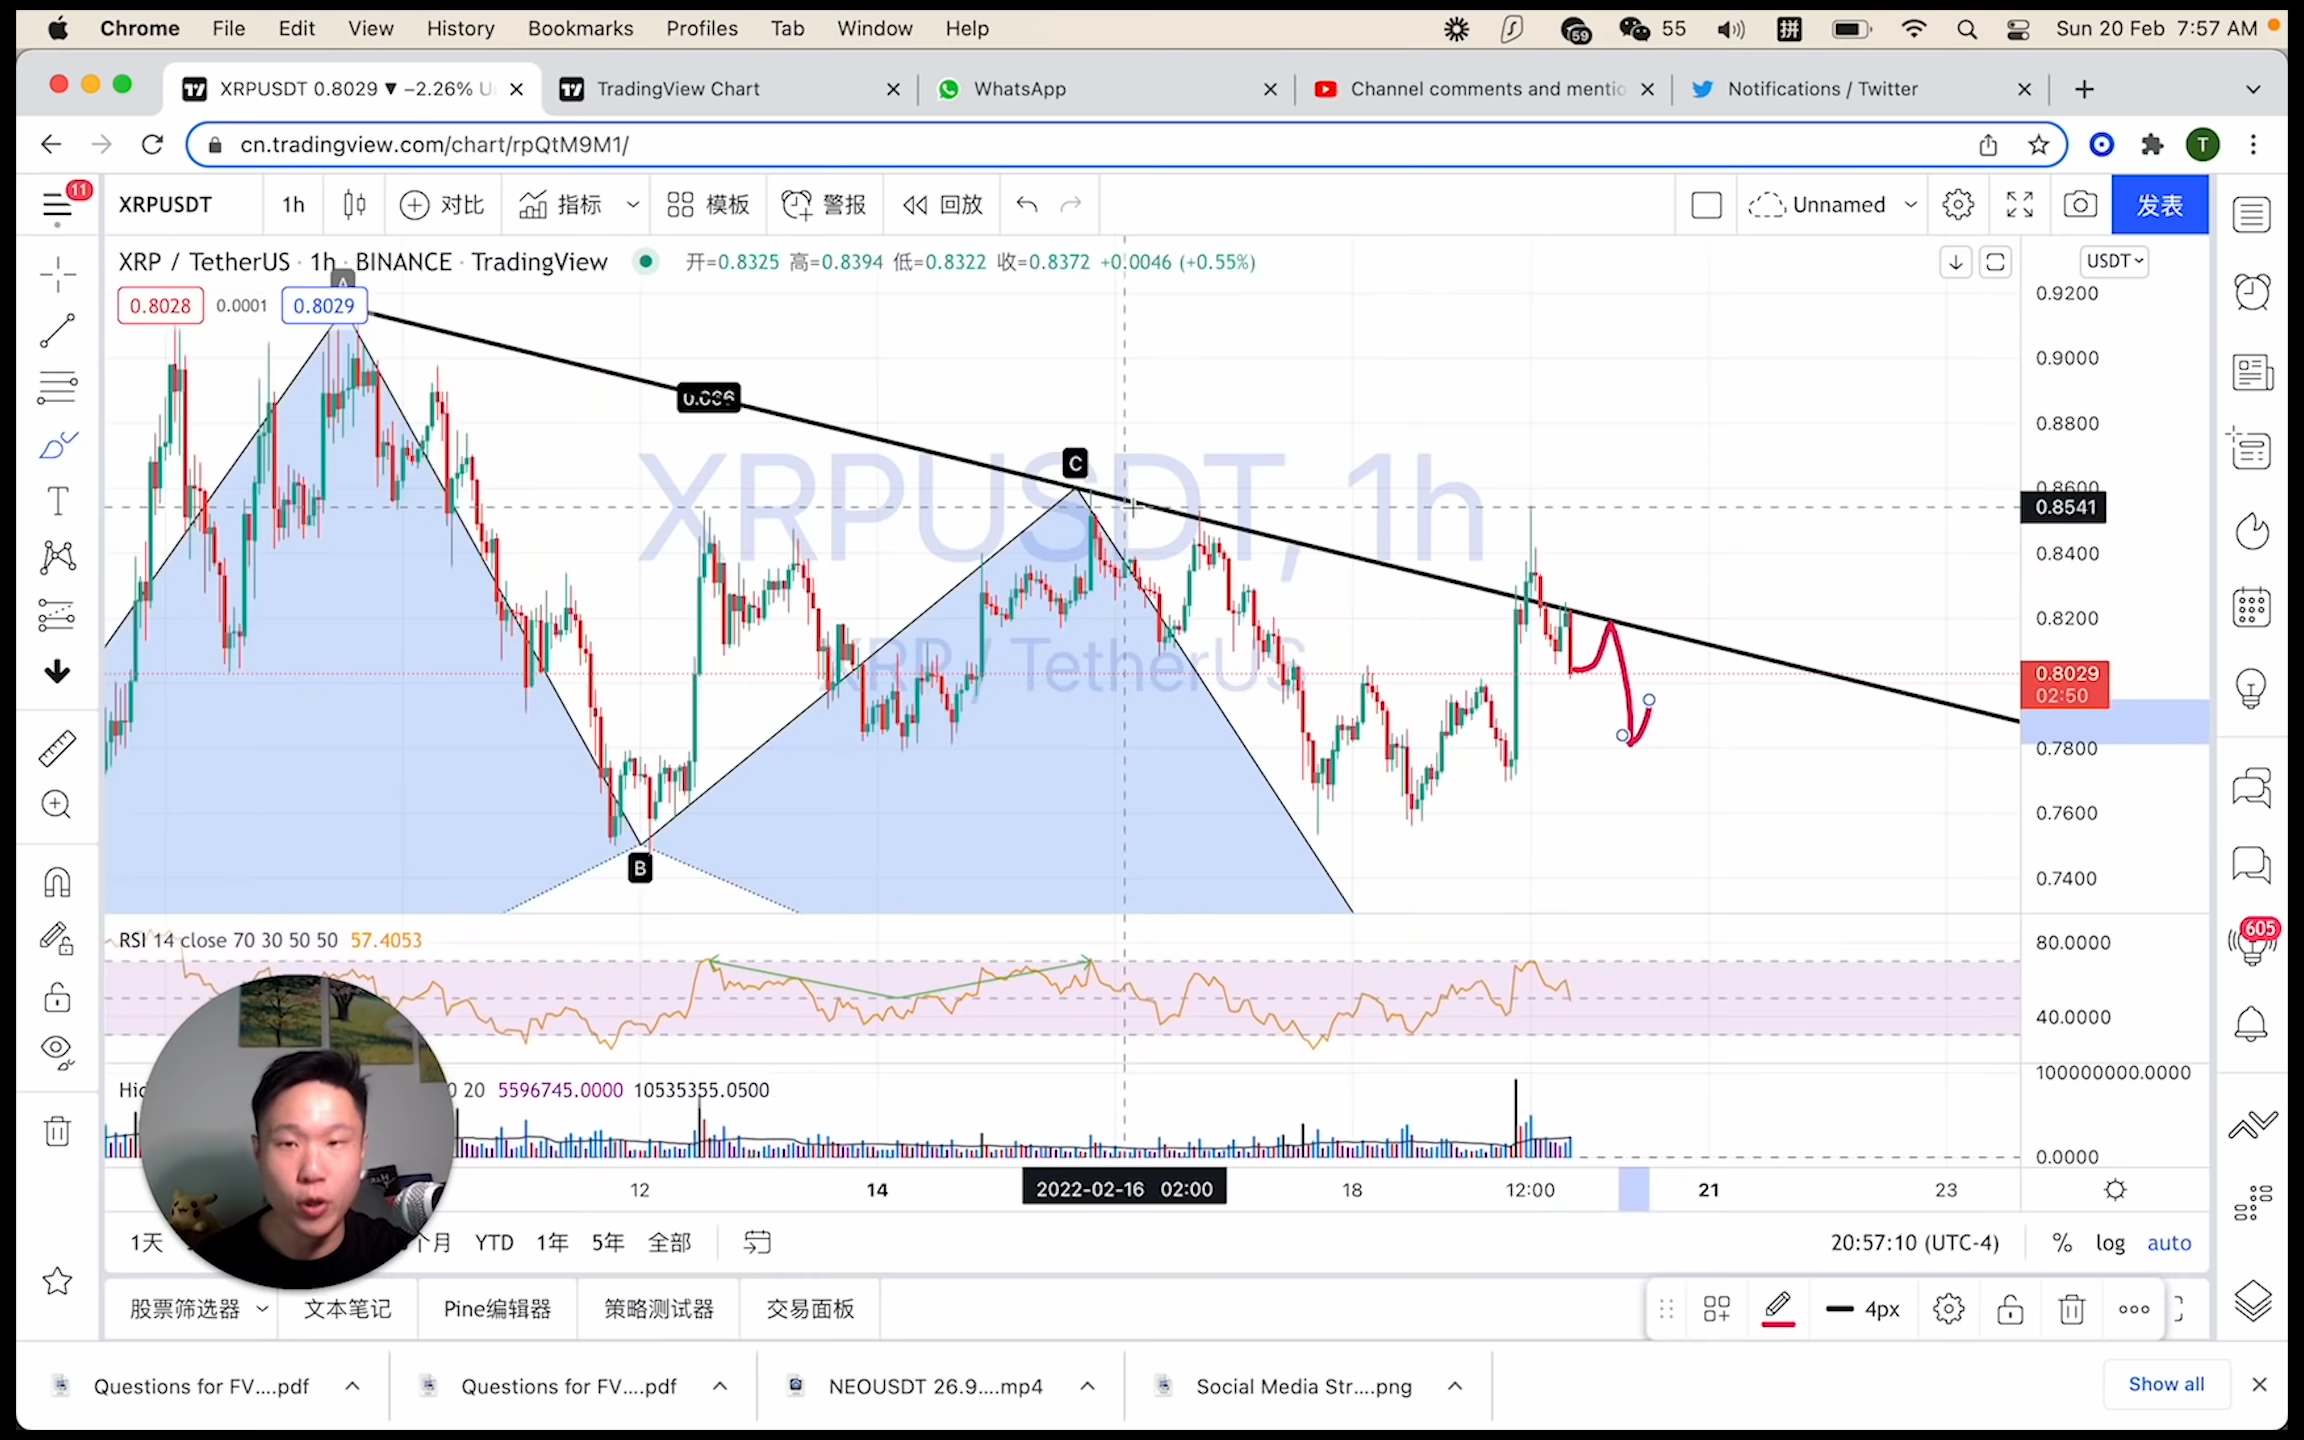 Chrome File Edit View History Bookmarks Profiles Tab Window Help 59 55 拼 Sun 20 Feb 7:57 AM
XRPUSDT 0.8029 ▼ −2.26% U TradingView Chart WhatsApp Channel comments and mentio Notifications / Twitter
cn.tradingview.com/chart/rpQtM9M1/ T
11 XRPUSDT 1h 对比 指标 模板 警报 回放 Unnamed 发表
XRP / TetherUS · 1h · BINANCE · TradingView 开=0.8325 高=0.8394 低=0.8322 收=0.8372 +0.0046 (+0.55%) USDT
A
0.8028 0.0001 0.8029
0.9200
0.9000
0.8800
0.8600
0.8541
0.8400
0.8200
0.8029
02:50
0.7800
0.7600
0.7400
C
XRPUSDT, 1h
XRP / TetherUS
B
RSI 14 close 70 30 50 50 57.4053
80.0000
40.0000
605
20 5596745.0000 10535355.0500
100000000.0000
0.0000
12 14 2022-02-16 02:00 18 12:00 21 23
1天 个月 YTD 1年 5年 全部 20:57:10 (UTC-4) % log auto
股票筛选器 文本笔记 Pine编辑器 策略测试器 交易面板 4px
Questions for FV....pdf Questions for FV....pdf NEOUSDT 26.9....mp4 Social Media Str....png Show all